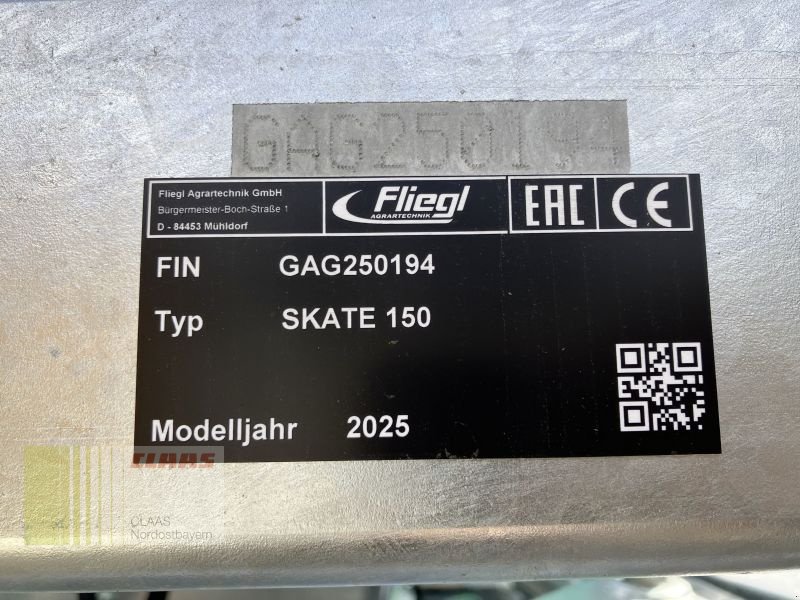 GAG250194
Fliegl Agrartechnik GmbH
Bürgermeister-Boch-Straße 1
D - 84453 Mühldorf
Fliegl
AGRARTECHNIK
EAC CE
FIN GAG250194
Typ SKATE 150
Modelljahr 2025
CLAAS
CLAAS
Nordostbayern